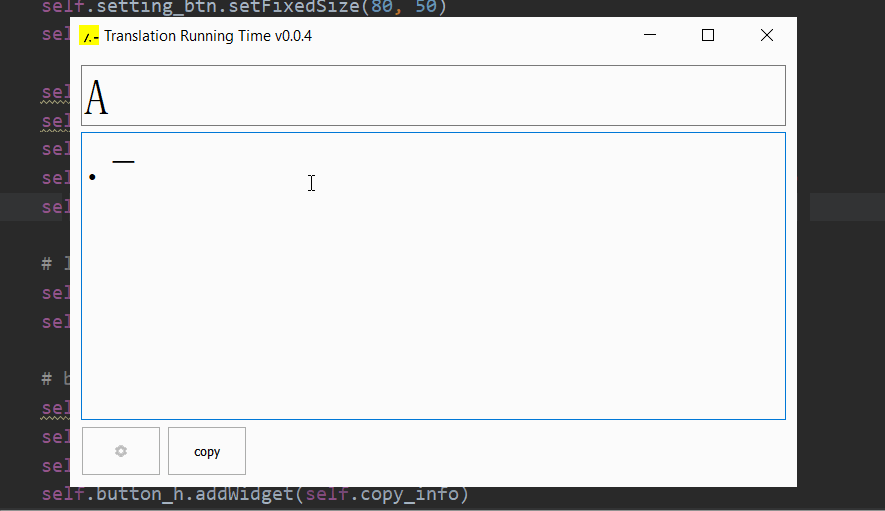 self.setting_btn.setFixedSize(80, 50)
/.- Translation Running Time v0.0.4
sel
A
sel
sel
sel
. —
sel
sel
# l
sel
sel
# b
sel
sel
copy
sel
self.button_h.addWidget(self.copy_info)